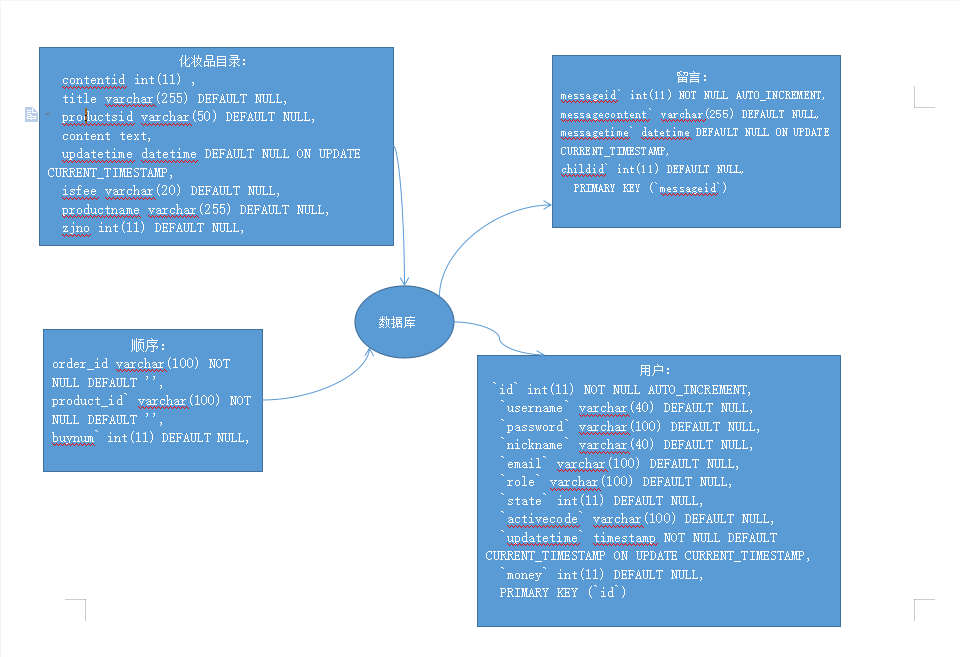 化妆品目录：
contentid int(11) ,
title varchar(255) DEFAULT NULL,
productsid varchar(50) DEFAULT NULL,
content text,
updatetime datetime DEFAULT NULL ON UPDATE
CURRENT_TIMESTAMP,
isfee varchar(20) DEFAULT NULL,
productname varchar(255) DEFAULT NULL,
zjno int(11) DEFAULT NULL,
留言：
messageid` int(11) NOT NULL AUTO_INCREMENT,
messagecontent` varchar(255) DEFAULT NULL,
messagetime` datetime DEFAULT NULL ON UPDATE
CURRENT_TIMESTAMP,
childid` int(11) DEFAULT NULL,
PRIMARY KEY (`messageid`)
数据库
顺序：
order_id varchar(100) NOT
NULL DEFAULT '',
product_id` varchar(100) NOT
NULL DEFAULT '',
buynum` int(11) DEFAULT NULL,
用户：
`id` int(11) NOT NULL AUTO_INCREMENT,
`username` varchar(40) DEFAULT NULL,
`password` varchar(100) DEFAULT NULL,
`nickname` varchar(40) DEFAULT NULL,
`email` varchar(100) DEFAULT NULL,
`role` varchar(100) DEFAULT NULL,
`state` int(11) DEFAULT NULL,
`activecode` varchar(100) DEFAULT NULL,
`updatetime` timestamp NOT NULL DEFAULT
CURRENT_TIMESTAMP ON UPDATE CURRENT_TIMESTAMP,
`money` int(11) DEFAULT NULL,
PRIMARY KEY (`id`)